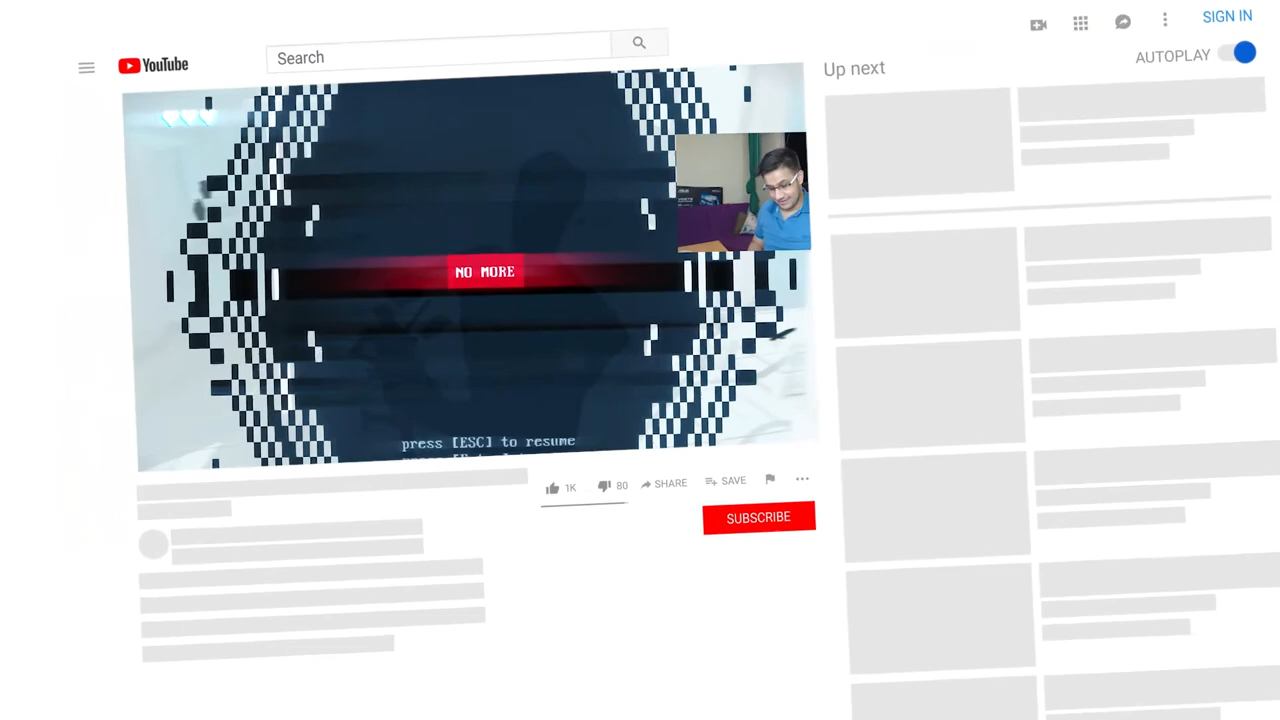 SIGN IN
YouTube
Search
Up next
AUTOPLAY
NO MORE
press [ESC] to resume
1K
80
SHARE
SAVE
SUBSCRIBE